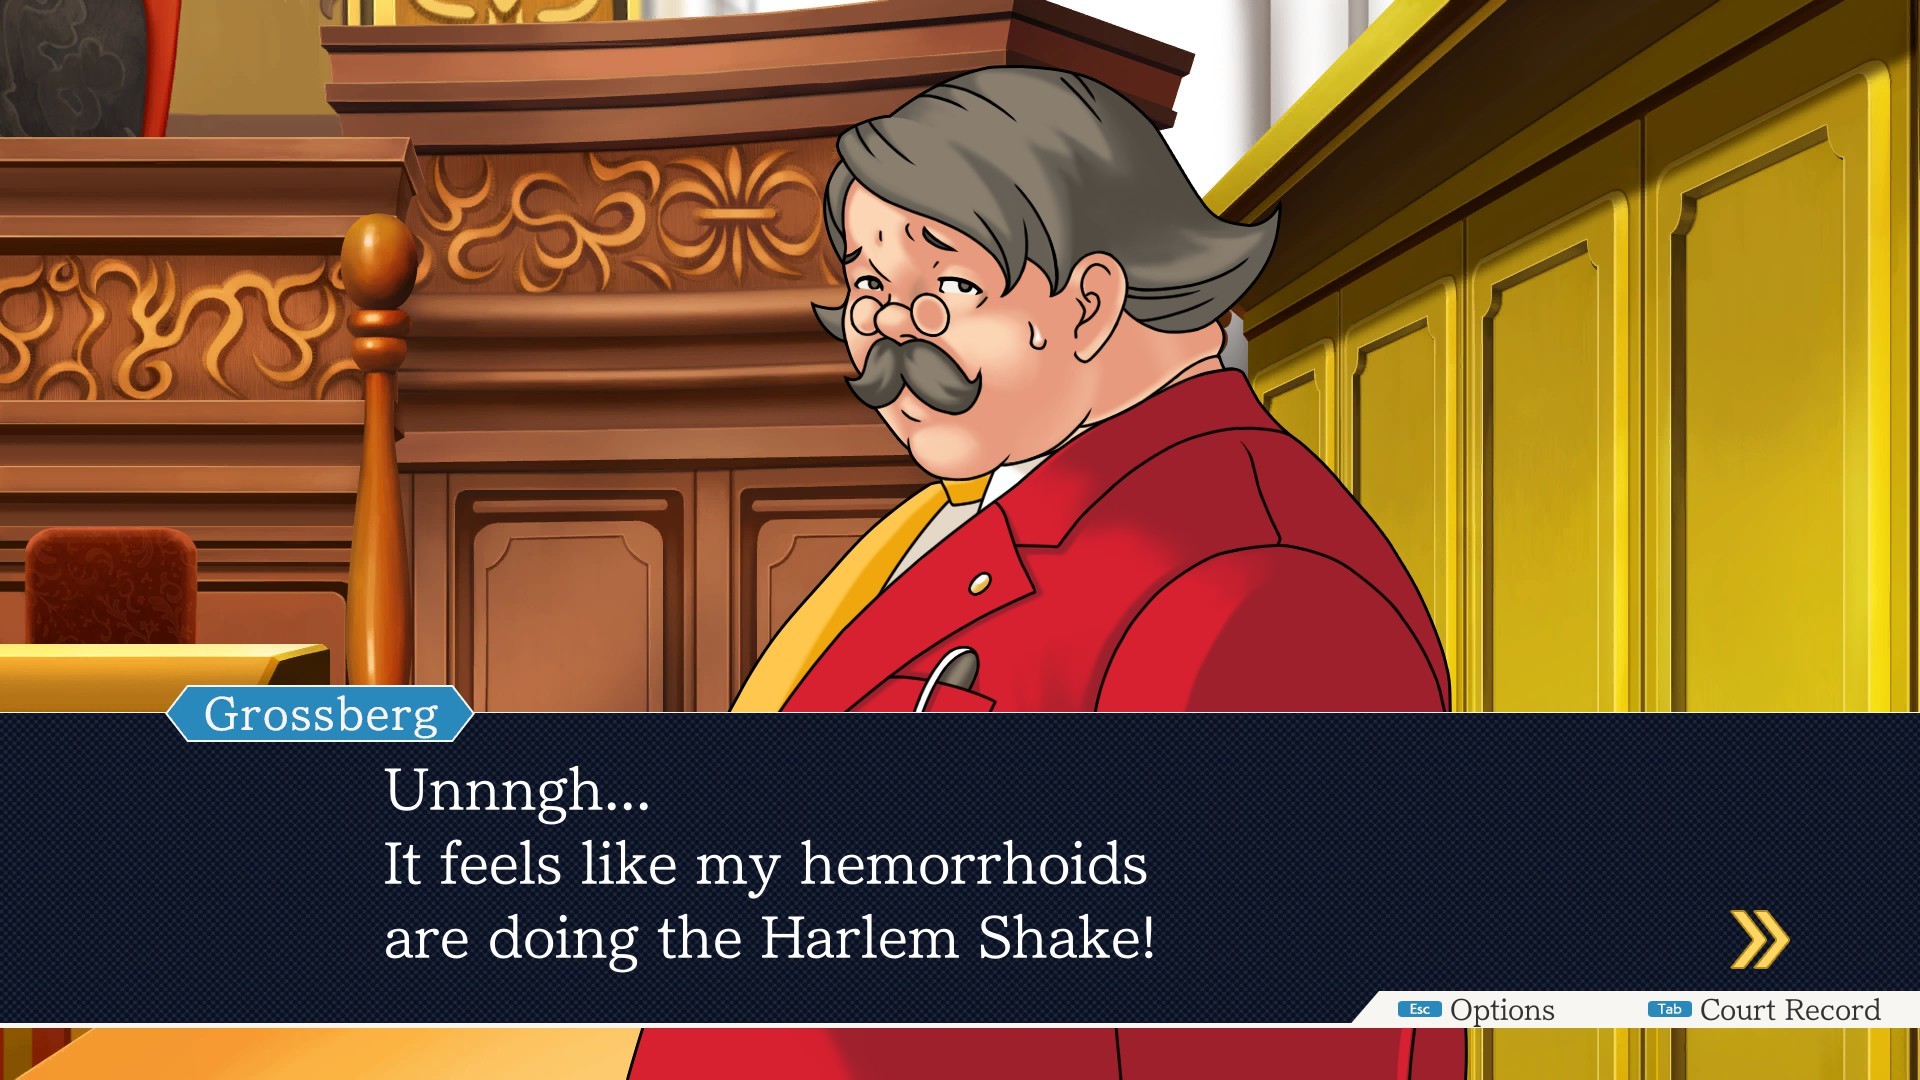 Grossberg
Unnngh...
It feels like my hemorrhoids
are doing the Harlem Shake!
Esc Options Tab Court Record